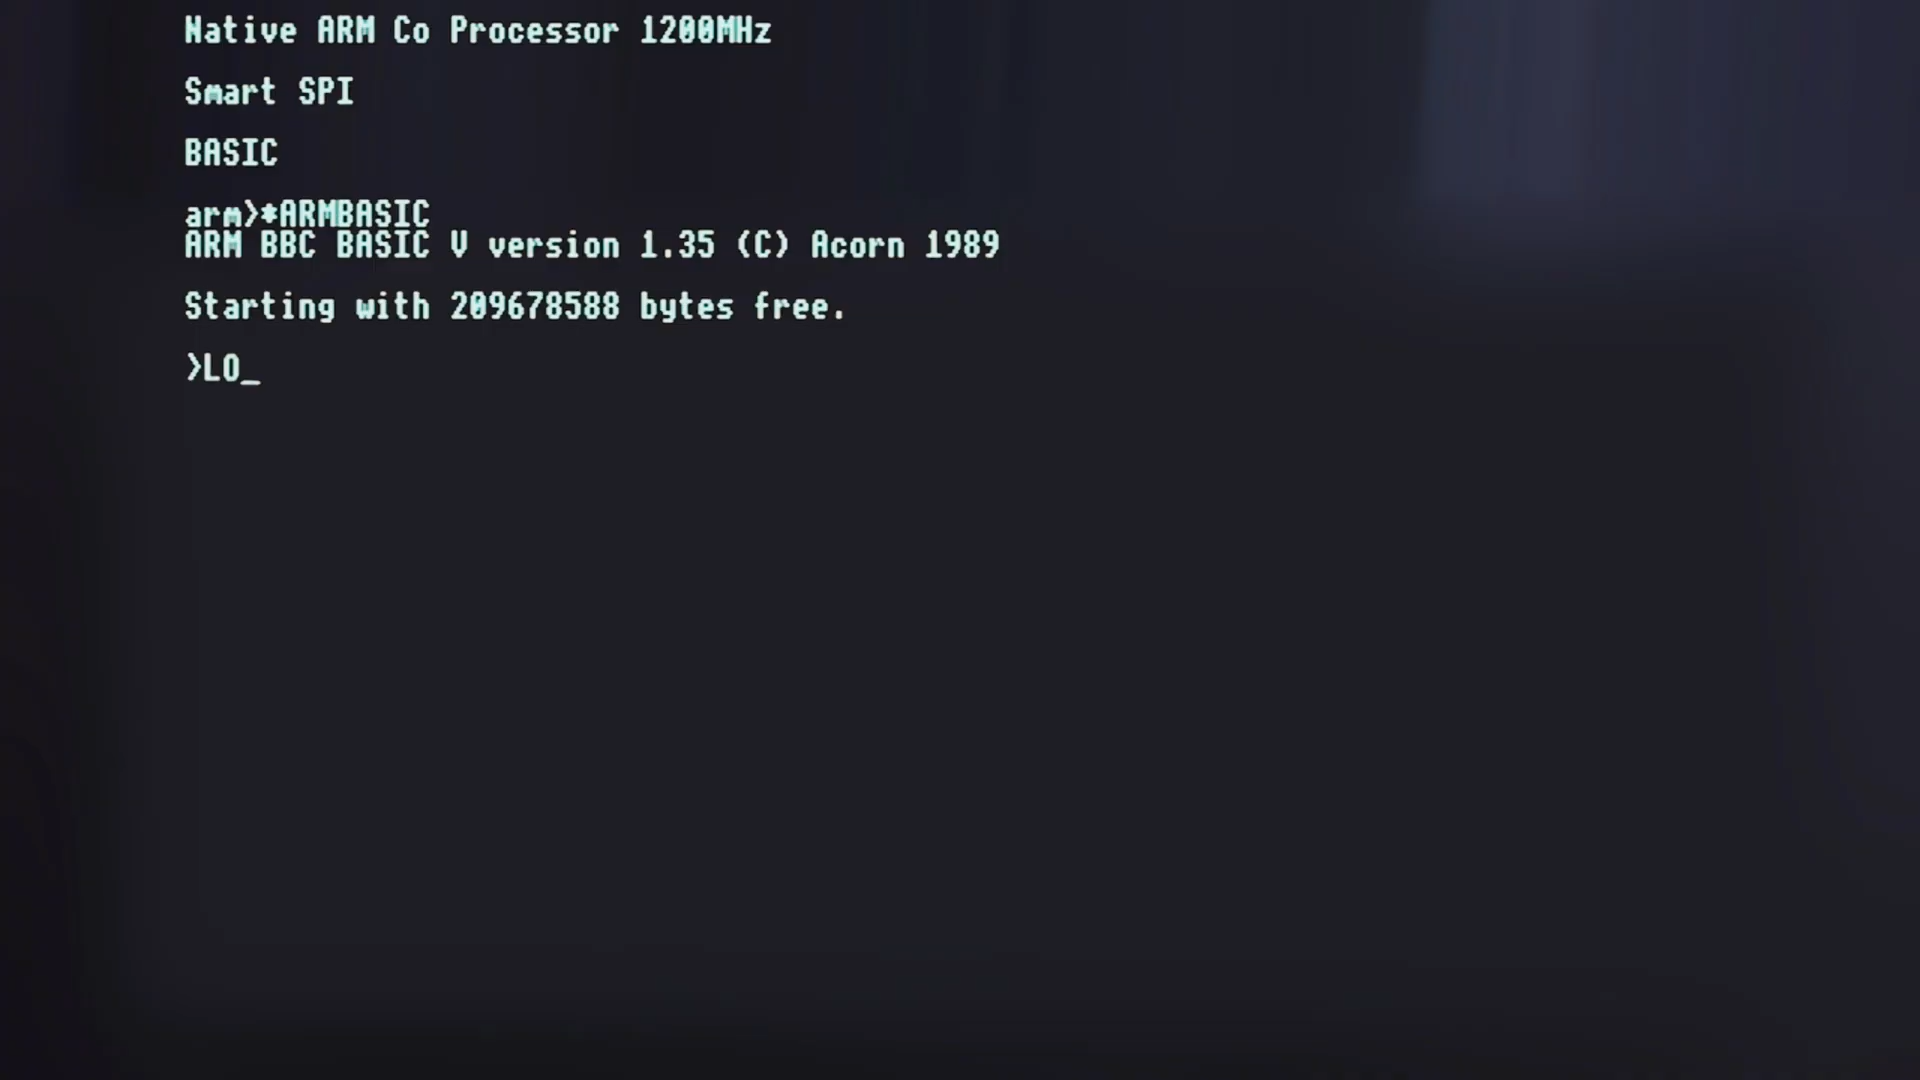 Native ARM Co Processor 1200MHz
Smart SPI
BASIC
arm>*ARMBASIC
ARM BBC BASIC V version 1.35 (C) Acorn 1989
Starting with 209678588 bytes free.
>LO_